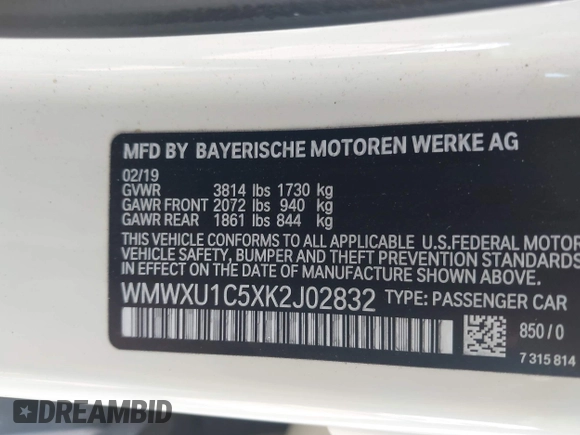 MFD BY BAYERISCHE MOTOREN WERKE AG
02/19
GVWR 3814 lbs 1730 kg
GAWR FRONT 2072 lbs 940 kg
GAWR REAR 1861 lbs 844 kg
THIS VEHICLE CONFORMS TO ALL APPLICABLE U.S.FEDERAL MOTOR
VEHICLE SAFETY, BUMPER AND THEFT PREVENTION STANDARDS
IN EFFECT ON THE DATE OF MANUFACTURE SHOWN ABOVE.
WMWXU1C5XK2J02832 TYPE: PASSENGER CAR
850/0
7 315 814
DREAMBID